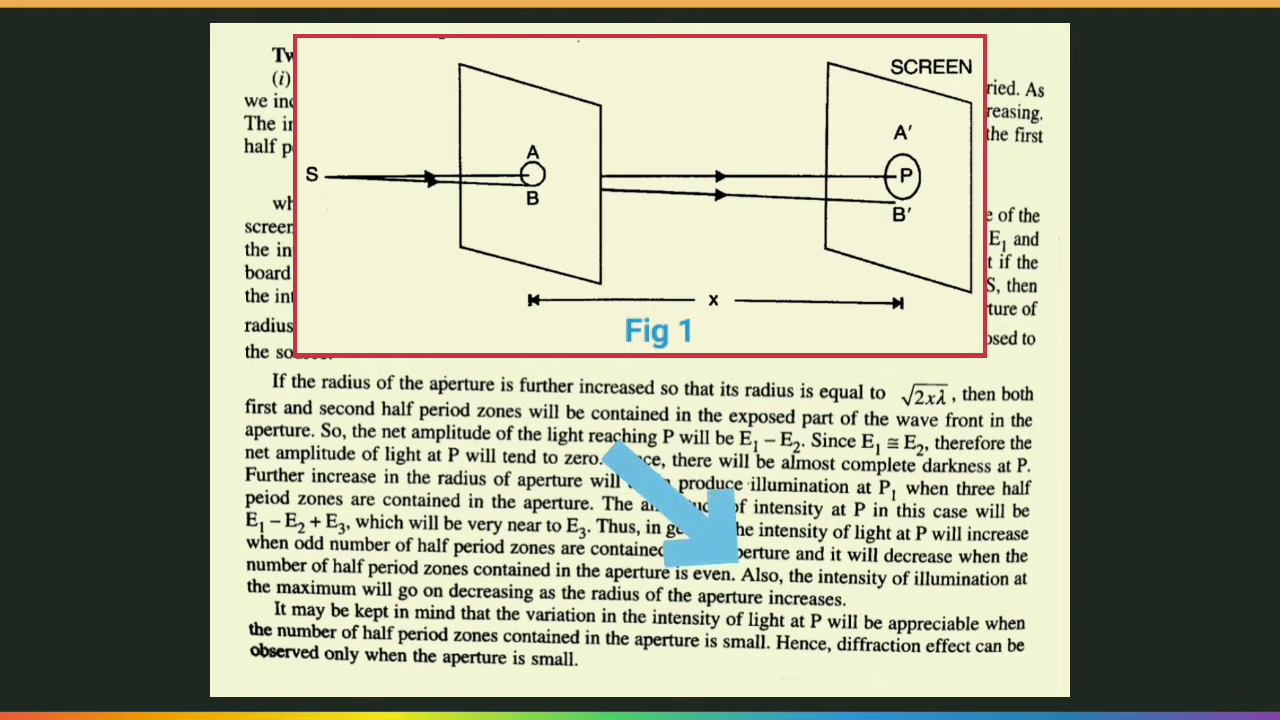 Tw
(i)
we inc
The ir
half p
wh
screen
the in
board
the int
radius
the source.
SCREEN
A
B
S
A′
P
B′
x
Fig 1
ried. As
reasing.
the first
e of the
E₁ and
t if the
S, then
ture of
osed to
If the radius of the aperture is further increased so that its radius is equal to √2xλ, then both
first and second half period zones will be contained in the exposed part of the wave front in the
aperture. So, the net amplitude of the light reaching P will be E₁ – E₂. Since E₁ ≅ E₂, therefore the
net amplitude of light at P will tend to zero. ce, there will be almost complete darkness at P.
Further increase in the radius of aperture will produce illumination at P₁ when three half
peiod zones are contained in the aperture. The a of intensity at P in this case will be
E₁ – E₂ + E₃, which will be very near to E₃. Thus, in ge he intensity of light at P will increase
when odd number of half period zones are contained perture and it will decrease when the
number of half period zones contained in the aperture is even. Also, the intensity of illumination at
the maximum will go on decreasing as the radius of the aperture increases.
It may be kept in mind that the variation in the intensity of light at P will be appreciable when
the number of half period zones contained in the aperture is small. Hence, diffraction effect can be
observed only when the aperture is small.